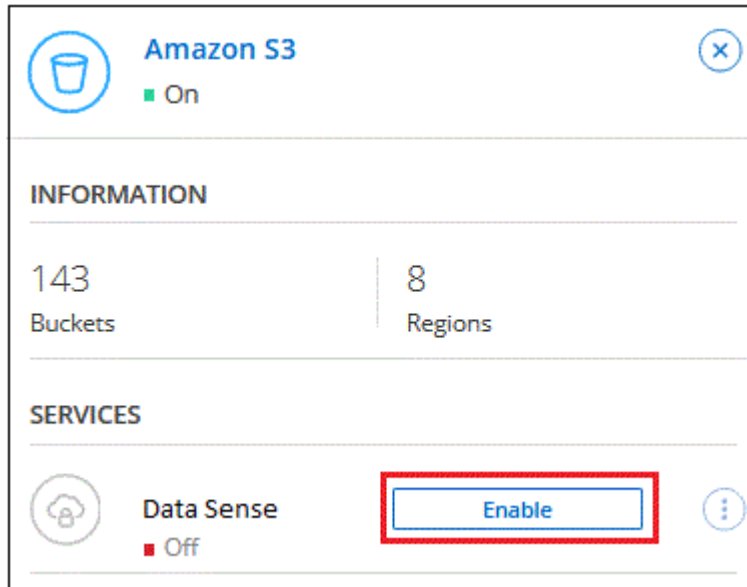 Amazon S3
On
INFORMATION
143
Buckets
8
Regions
SERVICES
Data Sense
Enable
Off